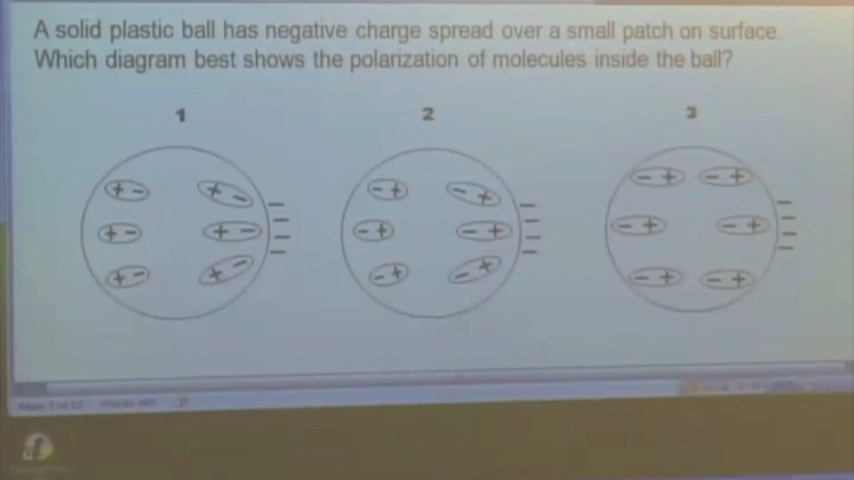 A solid plastic ball has negative charge spread over a small patch on surface.
Which diagram best shows the polarization of molecules inside the ball?
1 2 3
+ - + - - + - + - + - +
+ - + - - + - + - + - +
+ - + - - + - + - + - +